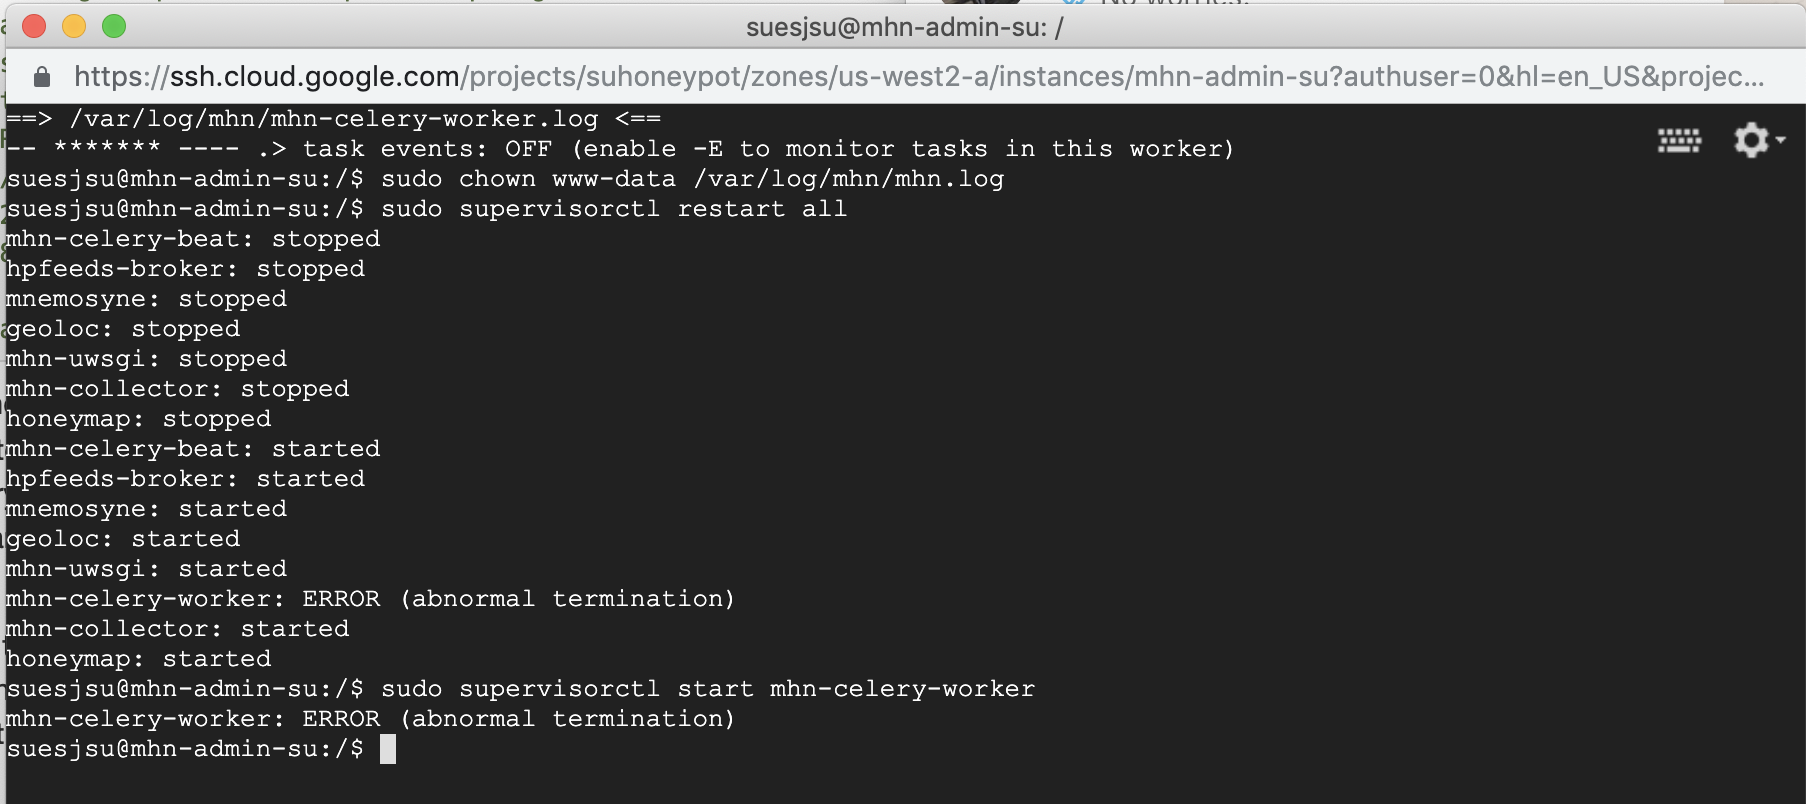 No worries.
suesjsu@mhn-admin-su: /
https://ssh.cloud.google.com/projects/suhoneypot/zones/us-west2-a/instances/mhn-admin-su?authuser=0&hl=en_US&projec...
==> /var/log/mhn/mhn-celery-worker.log <==
-- ******* ---- .> task events: OFF (enable -E to monitor tasks in this worker)
suesjsu@mhn-admin-su:/$ sudo chown www-data /var/log/mhn/mhn.log
suesjsu@mhn-admin-su:/$ sudo supervisorctl restart all
mhn-celery-beat: stopped
hpfeeds-broker: stopped
mnemosyne: stopped
geoloc: stopped
mhn-uwsgi: stopped
mhn-collector: stopped
honeymap: stopped
mhn-celery-beat: started
hpfeeds-broker: started
mnemosyne: started
geoloc: started
mhn-uwsgi: started
mhn-celery-worker: ERROR (abnormal termination)
mhn-collector: started
honeymap: started
suesjsu@mhn-admin-su:/$ sudo supervisorctl start mhn-celery-worker
mhn-celery-worker: ERROR (abnormal termination)
suesjsu@mhn-admin-su:/$